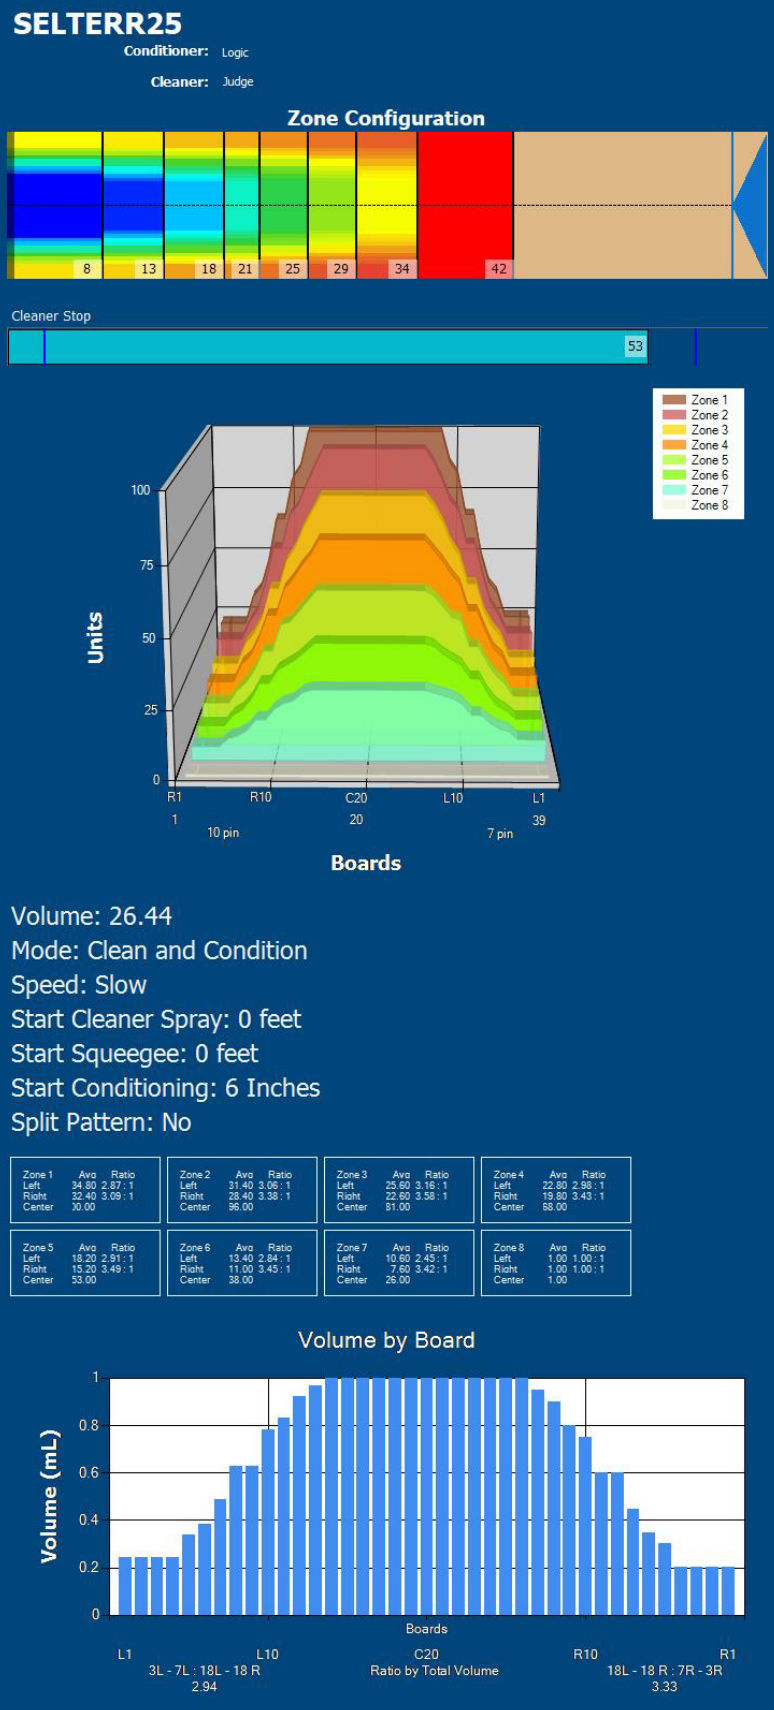 SELTERR25
Conditioner: Logic
Cleaner: Judge
Zone Configuration
8 13 18 21 25 29 34 42
Cleaner Stop
53
Zone 1
Zone 2
Zone 3
Zone 4
Zone 5
Zone 6
Zone 7
Zone 8
100
75
50
25
0
Units
R1 R10 C20 L10 L1
1 20 39
10 pin 7 pin
Boards
Volume: 26.44
Mode: Clean and Condition
Speed: Slow
Start Cleaner Spray: 0 feet
Start Squeegee: 0 feet
Start Conditioning: 6 Inches
Split Pattern: No
Zone 1 Avg Ratio
Left 34.80 2.87 : 1
Right 32.40 3.09 : 1
Center
Zone 2 Avg Ratio
Left 31.40 3.06 : 1
Right 28.40 3.38 : 1
Center 96.00
Zone 3 Avg Ratio
Left 25.60 3.16 : 1
Right 22.60 3.58 : 1
Center 81.00
Zone 4 Avg Ratio
Left 22.80 2.98 : 1
Right 19.80 3.43 : 1
Center 68.00
Zone 5 Avg Ratio
Left 18.20 2.91 : 1
Right 15.20 3.49 : 1
Center 53.00
Zone 6 Avg Ratio
Left 13.40 2.84 : 1
Right 11.00 3.45 : 1
Center 38.00
Zone 7 Avg Ratio
Left 10.60 2.45 : 1
Right 7.60 3.42 : 1
Center 26.00
Zone 8 Avg Ratio
Left 1.00 1.00 : 1
Right 1.00 1.00 : 1
Center 1.00
Volume by Board
1
0.8
0.6
0.4
0.2
0
Volume (mL)
Boards
L1 L10 C20 R10 R1
3L - 7L : 18L - 18 R Ratio by Total Volume 18L - 18 R : 7R - 3R
2.94 3.33